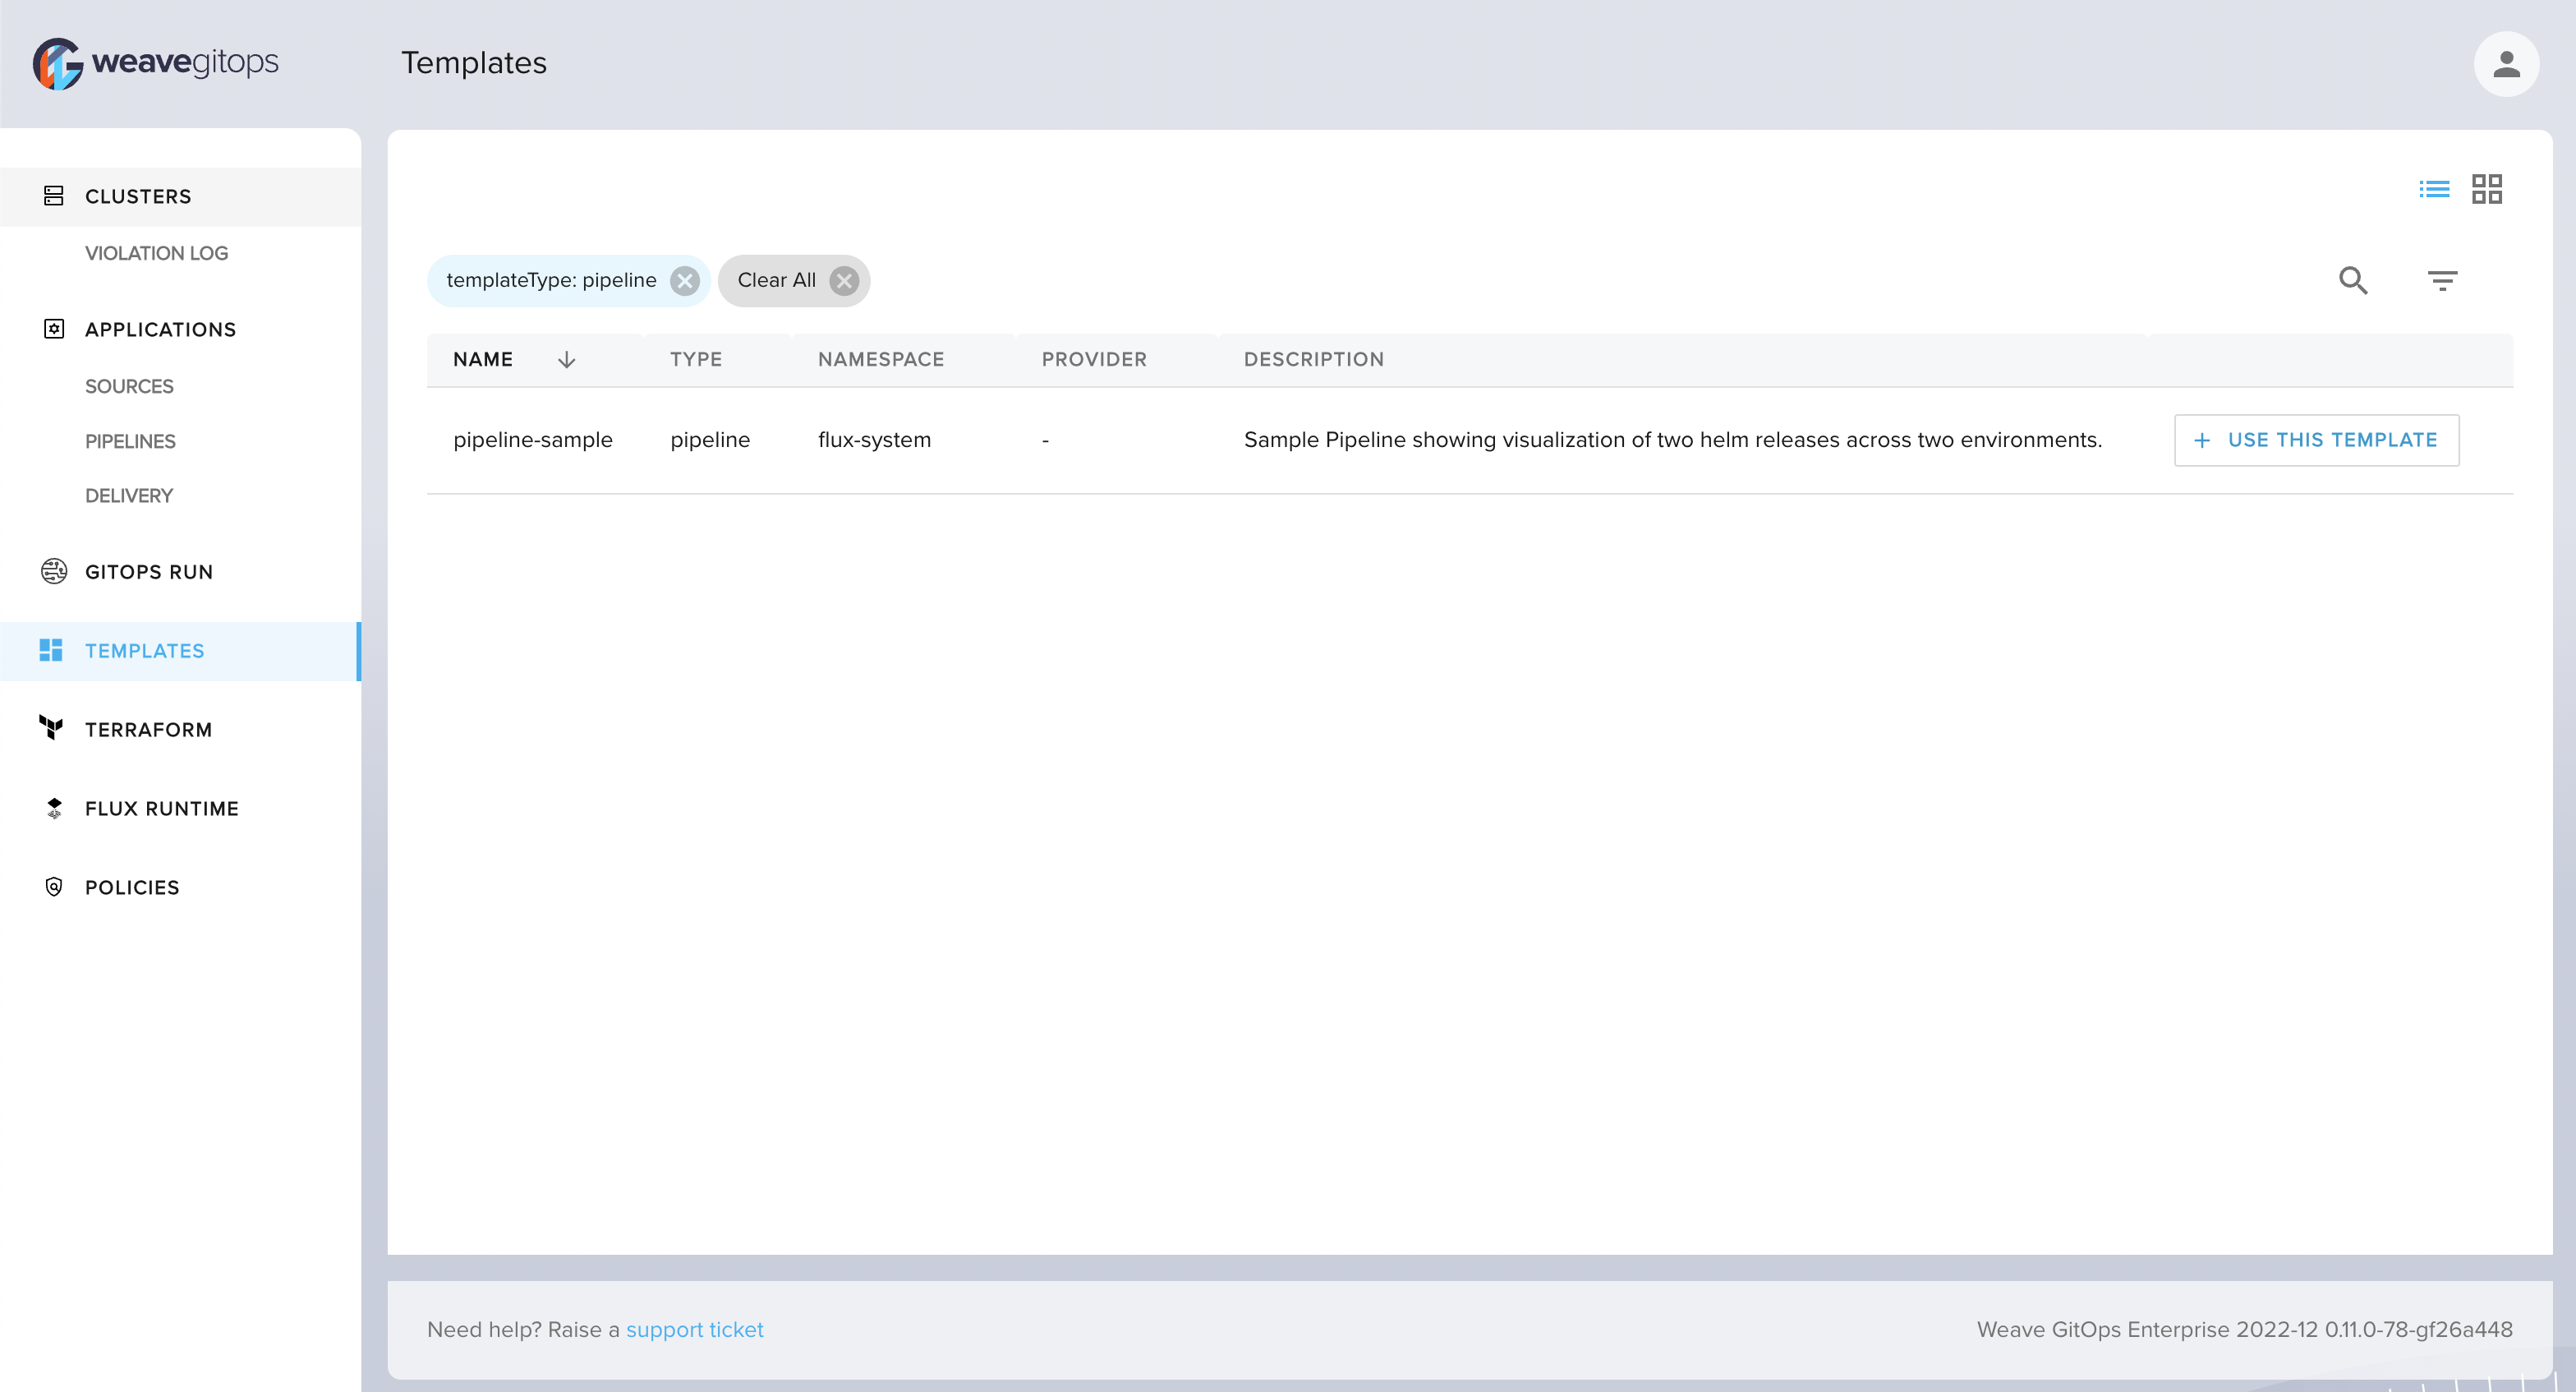 weavegitops
Templates
CLUSTERS
VIOLATION LOG
APPLICATIONS
SOURCES
PIPELINES
DELIVERY
GITOPS RUN
TEMPLATES
TERRAFORM
FLUX RUNTIME
POLICIES
templateType: pipeline Clear All
NAME TYPE NAMESPACE PROVIDER DESCRIPTION
pipeline-sample pipeline flux-system - Sample Pipeline showing visualization of two helm releases across two environments. + USE THIS TEMPLATE
Need help? Raise a support ticket Weave GitOps Enterprise 2022-12 0.11.0-78-gf26a448